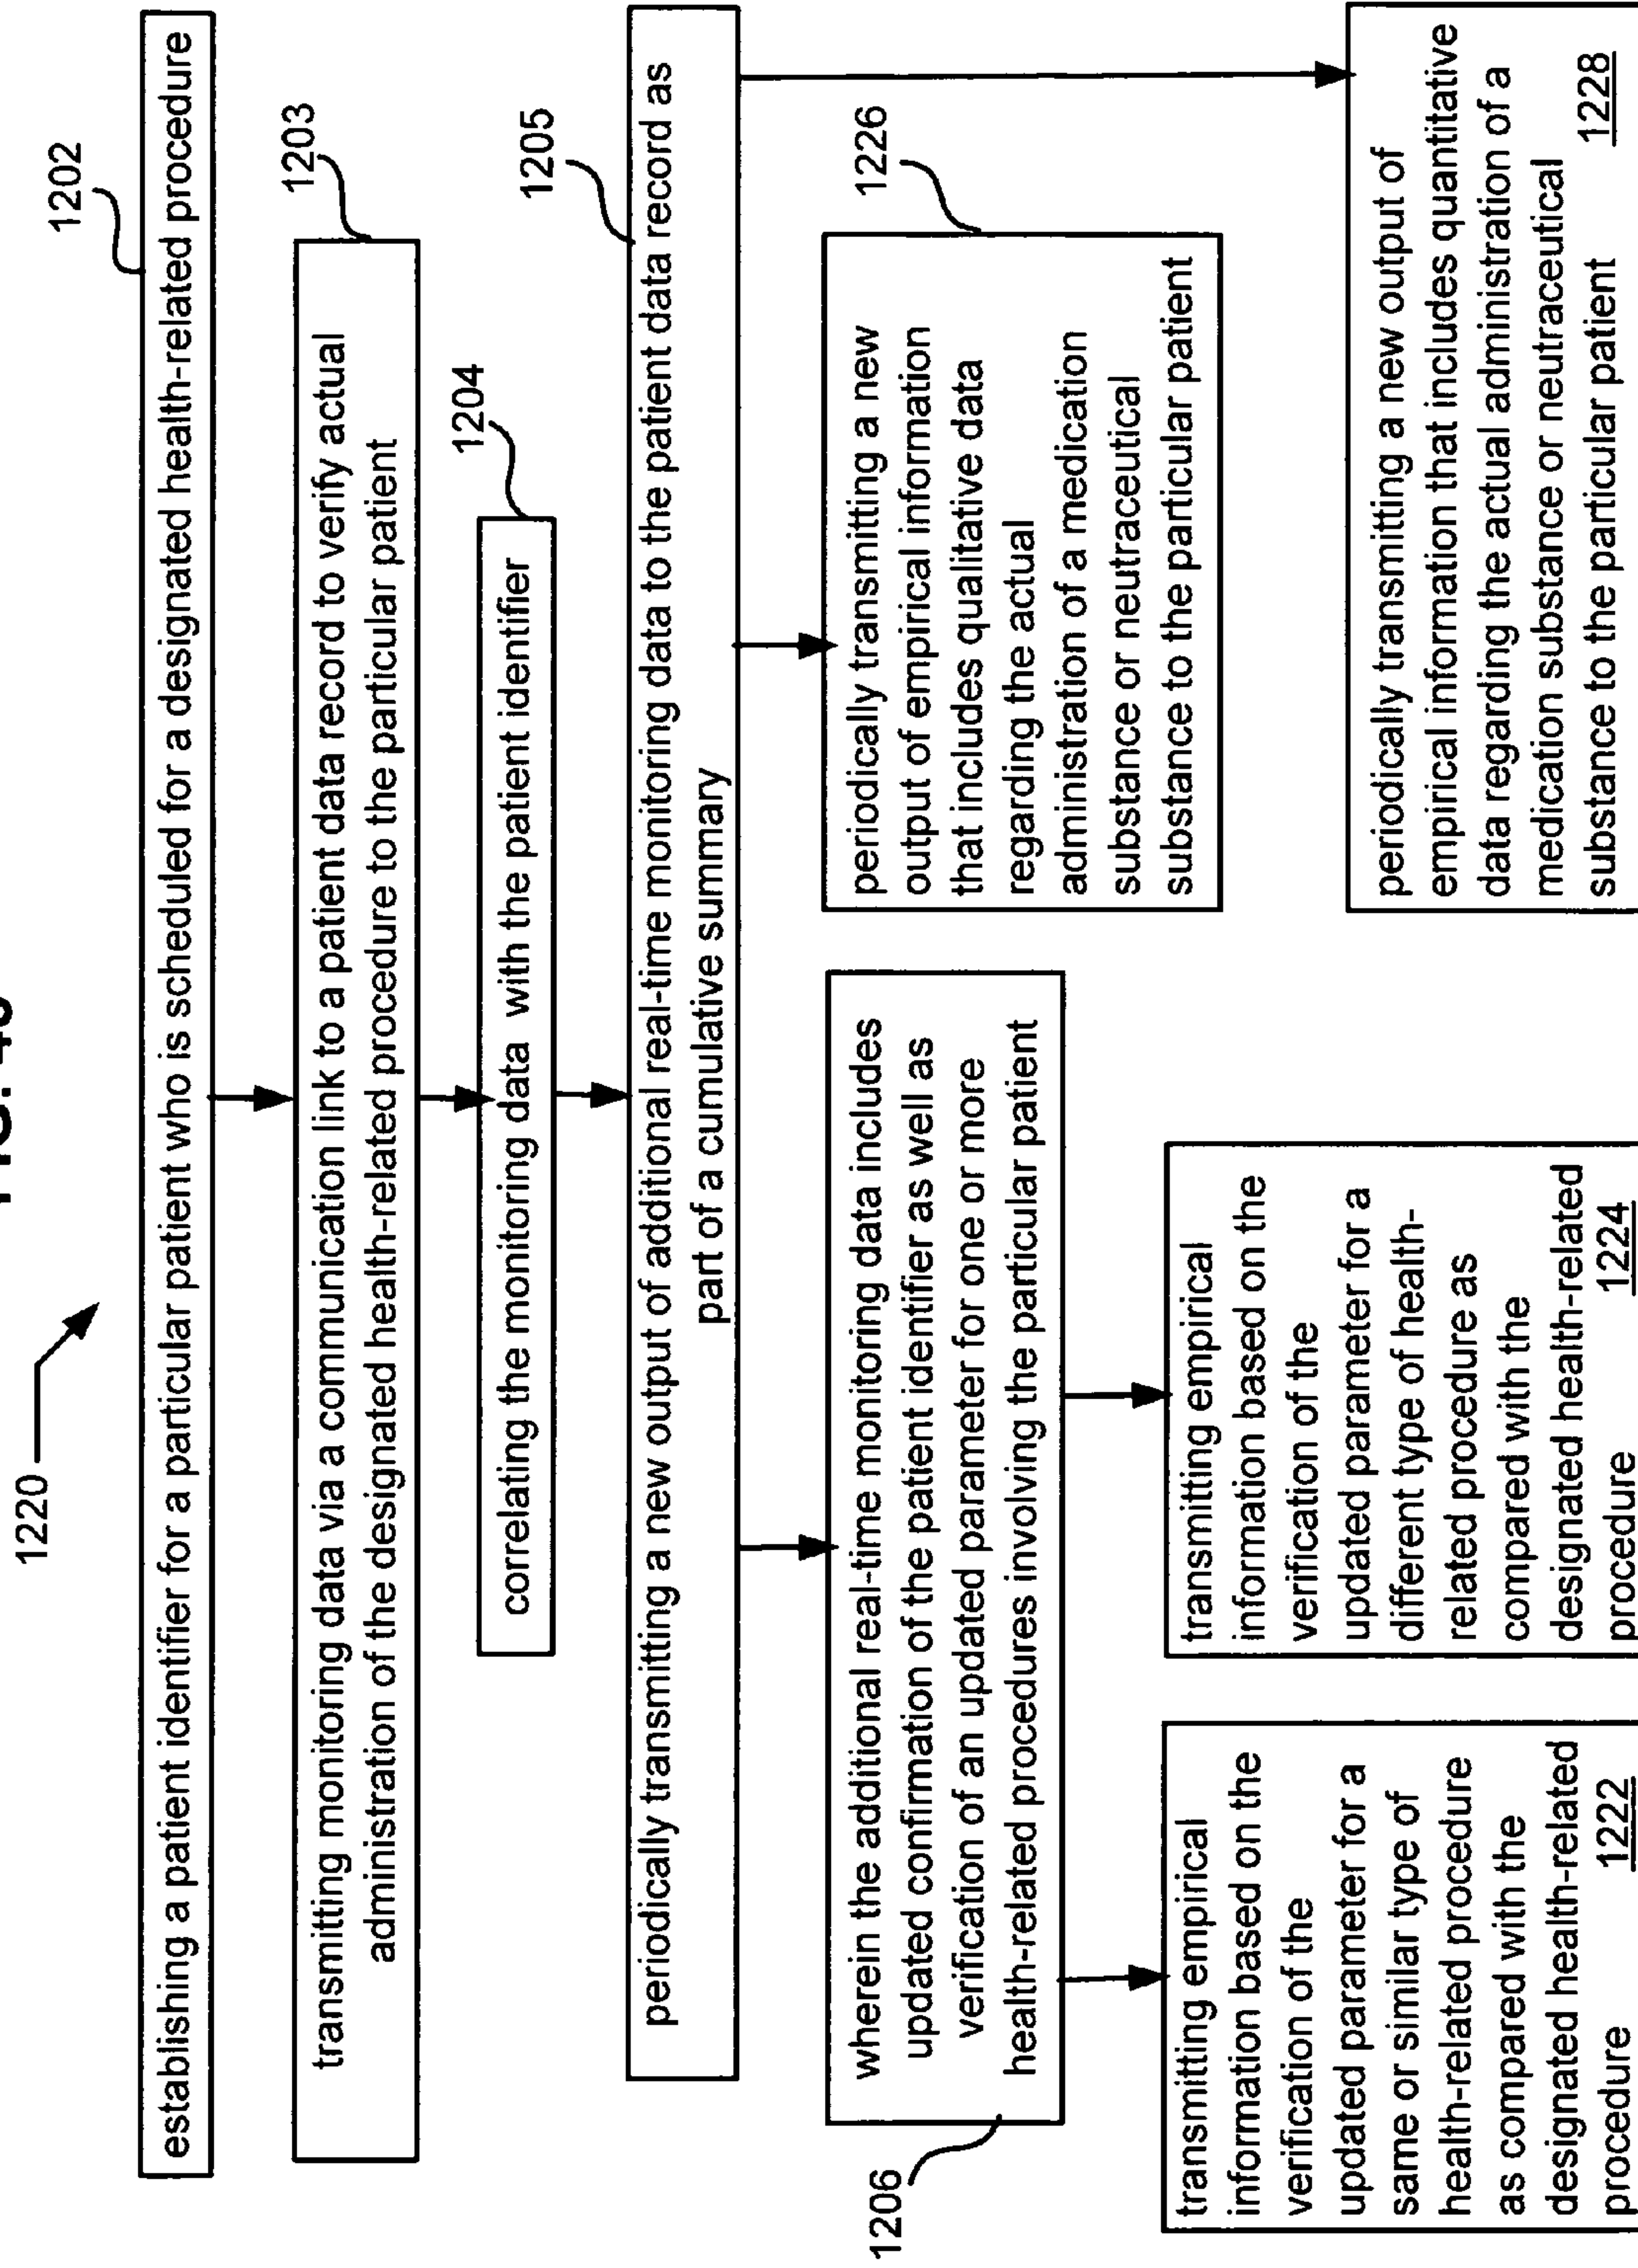 FIG.
1220
1202
establishing a patient identifier for a particular patient who is scheduled for a designated health-related procedure
1203
transmitting monitoring data via a communication link to a patient data record to verify actual
administration of the designated health-related procedure to the particular patient
1204
correlating the monitoring data with the patient identifier
1205
periodically transmitting a new output of additional real-time monitoring data to the patient data record as
part of a cumulative summary
1206
wherein the additional real-time monitoring data includes
updated confirmation of the patient identifier as well as
verification of an updated parameter for one or more
health-related procedures involving the particular patient
1226
periodically transmitting a new
output of empirical information
that includes qualitative data
regarding the actual
administration of a medication
substance or neutraceutical
substance to the particular patient
transmitting empirical
information based on the
verification of the
updated parameter for a
same or similar type of
health-related procedure
as compared with the
designated health-related
procedure 1222
transmitting empirical
information based on the
verification of the
updated parameter for a
different type of health-
related procedure as
compared with the
designated health-related
procedure 1224
periodically transmitting a new output of
empirical information that includes quantitative
data regarding the actual administration of a
medication substance or neutraceutical
substance to the particular patient 1228